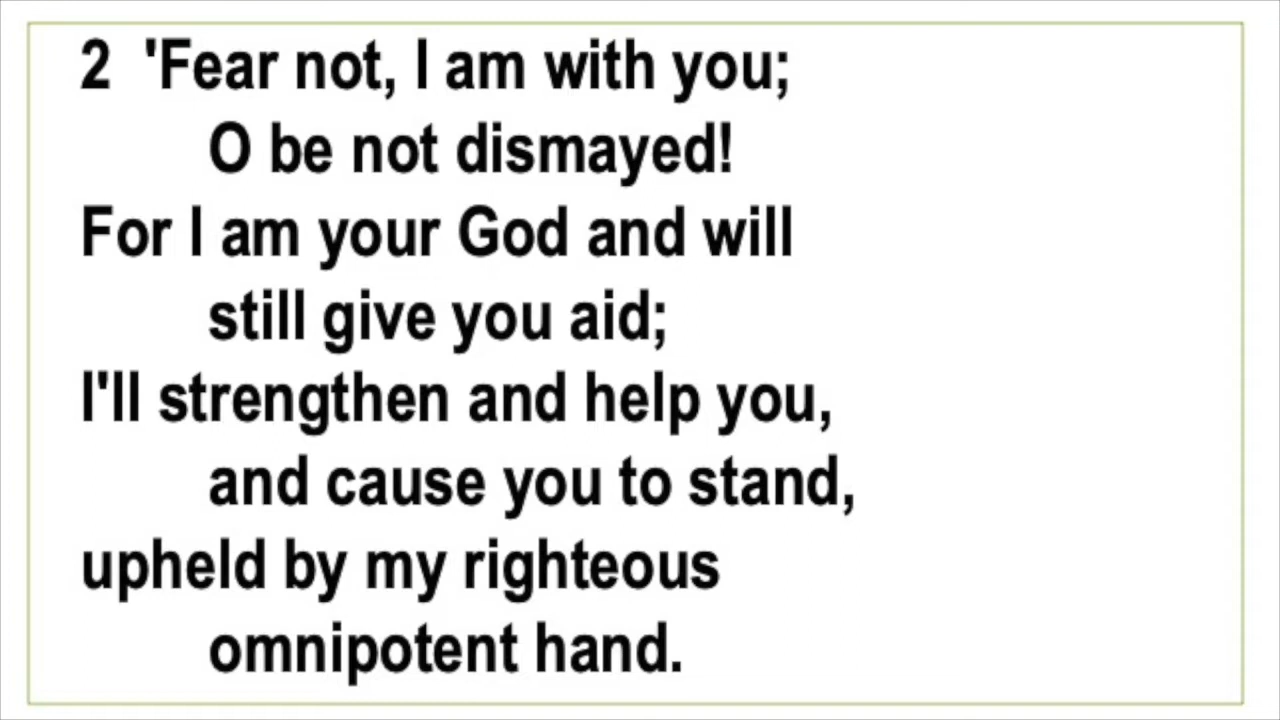 2 'Fear not, I am with you;
O be not dismayed!
For I am your God and will
still give you aid;
I'll strengthen and help you,
and cause you to stand,
upheld by my righteous
omnipotent hand.